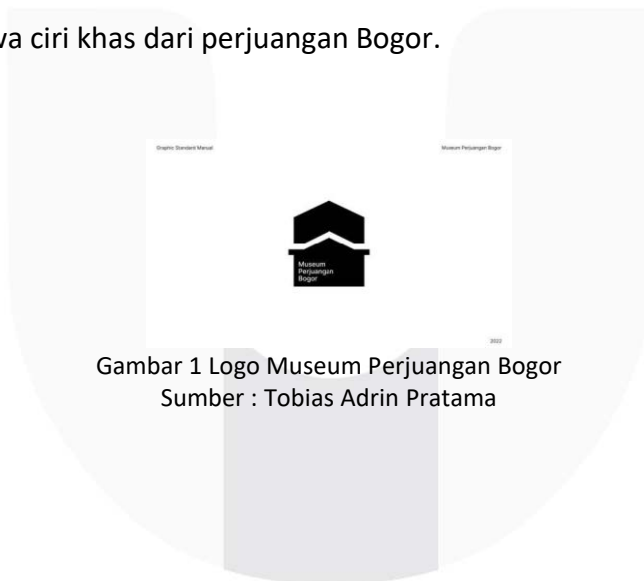 ciri khas dari perjuangan Bogor.
Graphic Standard Manual
Museum Perjuangan Bogor
Museum
Perjuangan
Bogor
2022
Gambar 1 Logo Museum Perjuangan Bogor
Sumber : Tobias Adrin Pratama